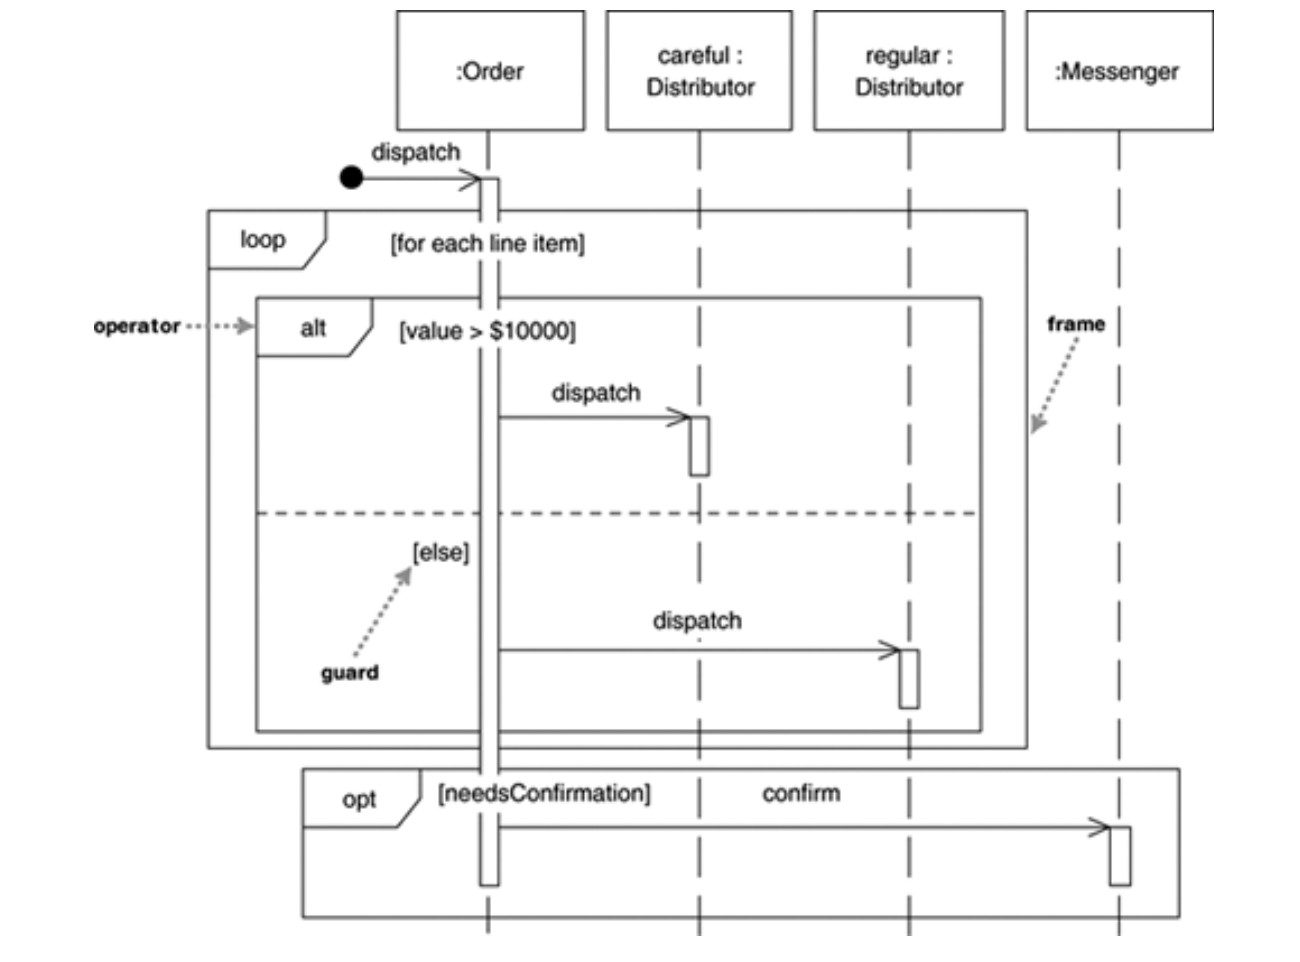 :Order
careful :
Distributor
regular :
Distributor
:Messenger
dispatch
loop
[for each line item]
operator
alt
[value > $10000]
frame
dispatch
[else]
dispatch
guard
opt
[needsConfirmation]
confirm